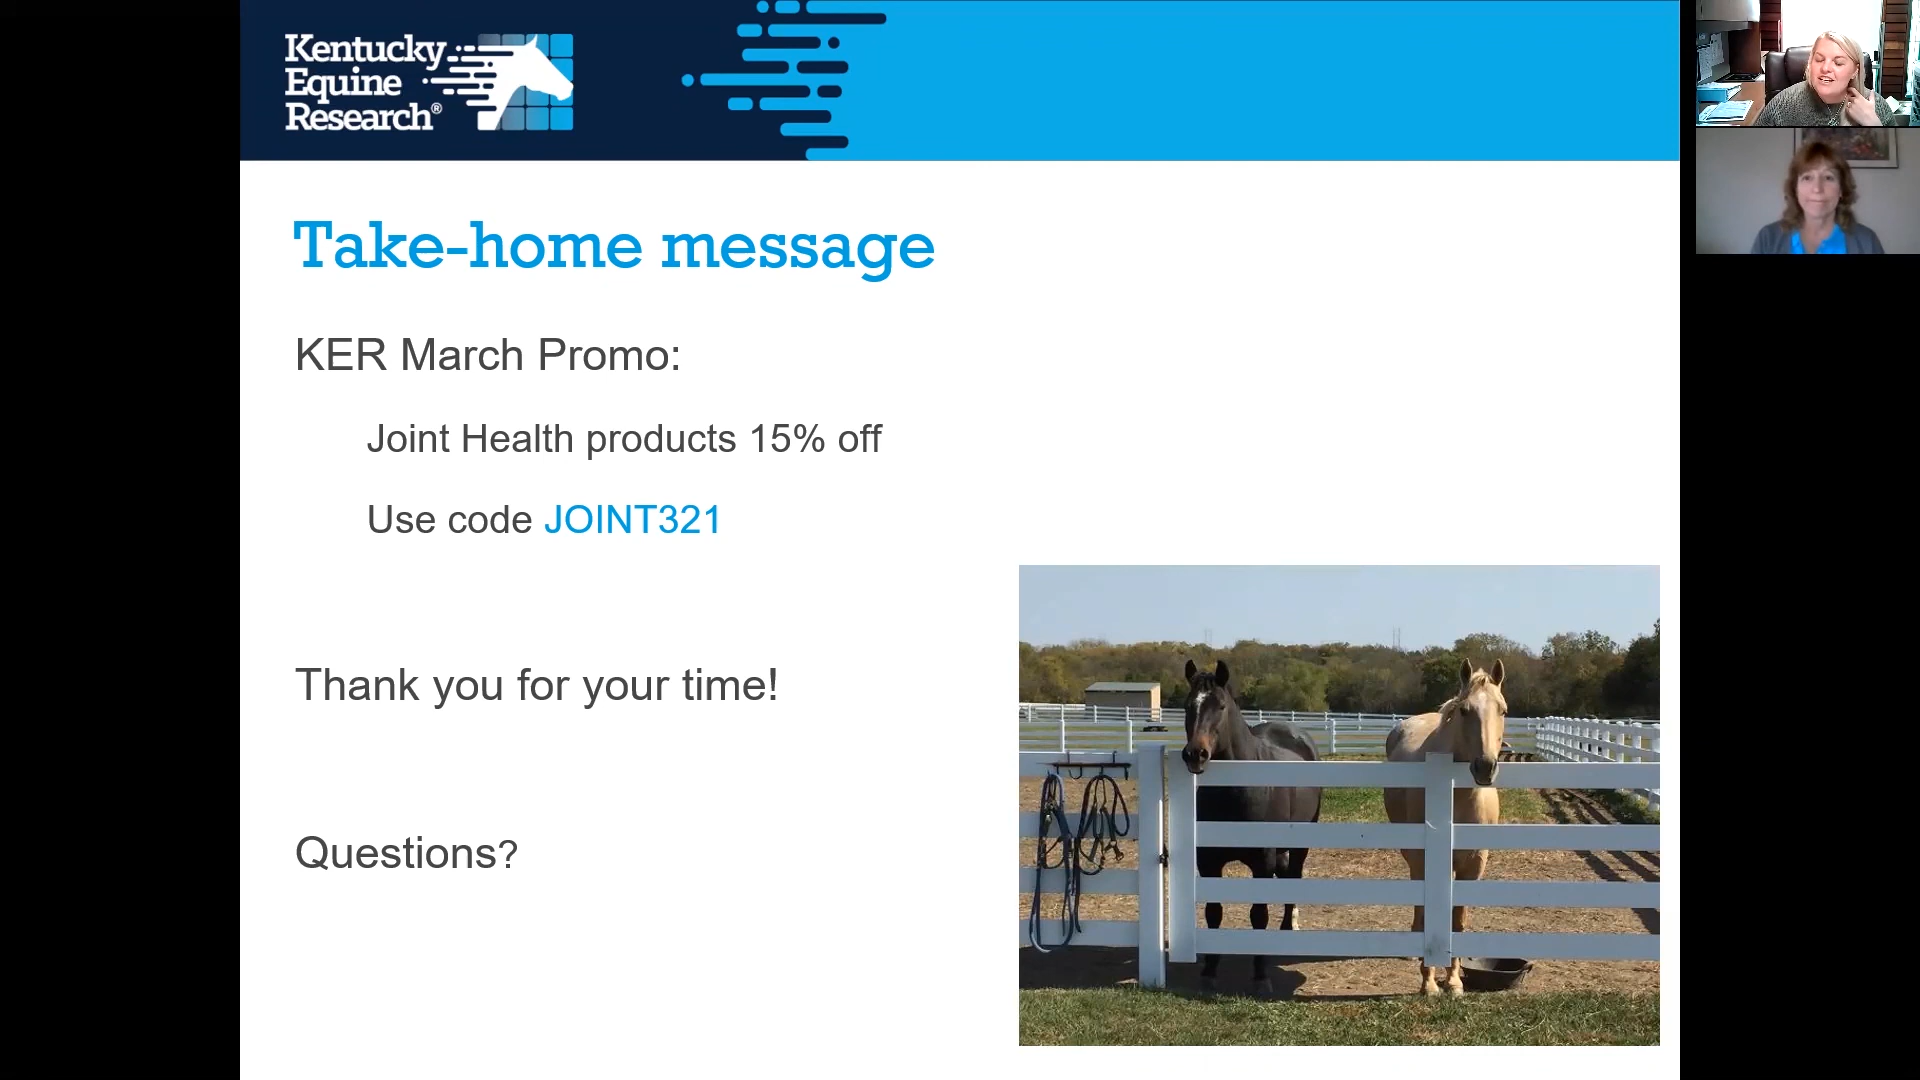 Kentucky
Equine
Research®
Take-home message
KER March Promo:
Joint Health products 15% off
Use code JOINT321
Thank you for your time!
Questions?